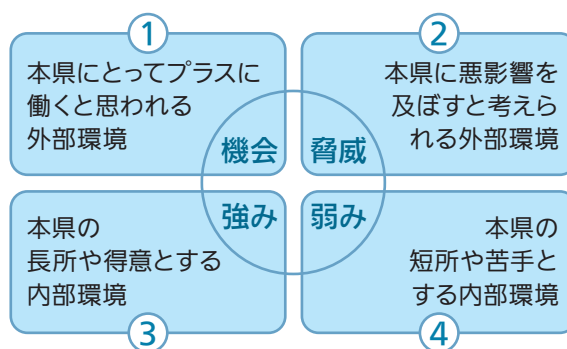 ①
本県にとってプラスに
働くと思われる
外部環境
機会
②
本県に悪影響を
及ぼすと考えら
れる外部環境
脅威
強み
本県の
長所や得意とする
内部環境
③
弱み
本県の
短所や苦手と
する内部環境
④